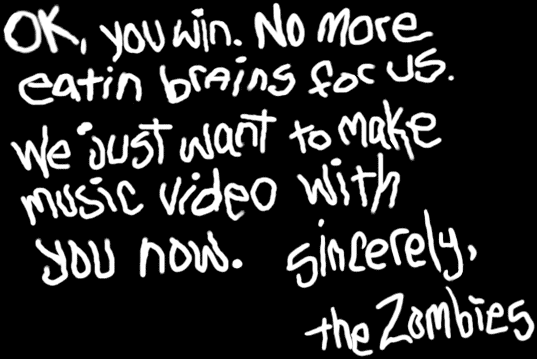 OK, you win. No More
eatin brains for us.
We just want to make
music video with
you now. sincerely,
the Zombies